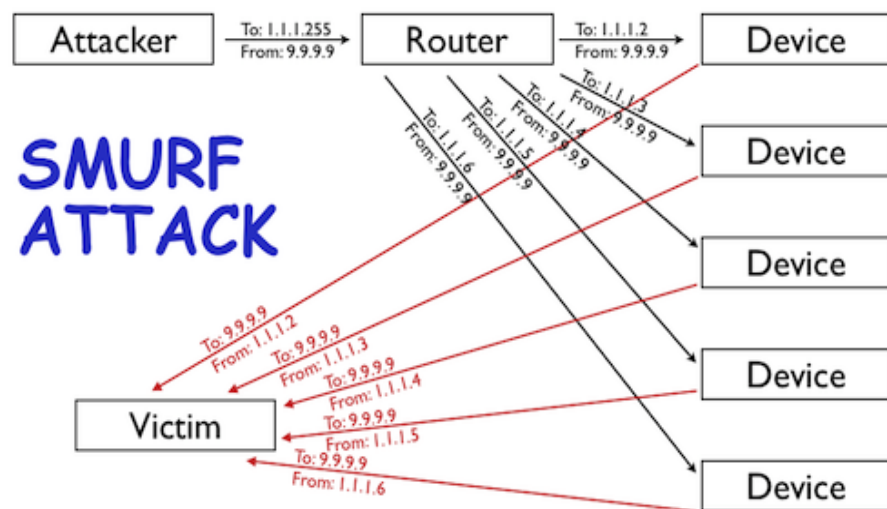 Attacker
To: 1.1.1.255
From: 9.9.9.9
Router
To: 1.1.1.2
From: 9.9.9.9
Device
To: 1.1.1.3
From: 9.9.9.9
To: 1.1.1.4
From: 9.9.9.9
To: 1.1.1.5
From: 9.9.9.9
To: 1.1.1.6
From: 9.9.9.9
Device
SMURF
ATTACK
Device
To: 9.9.9.9
From: 1.1.1.2
To: 9.9.9.9
From: 1.1.1.3
To: 9.9.9.9
From: 1.1.1.4
Device
Victim
To: 9.9.9.9
From: 1.1.1.5
To: 9.9.9.9
From: 1.1.1.6
Device